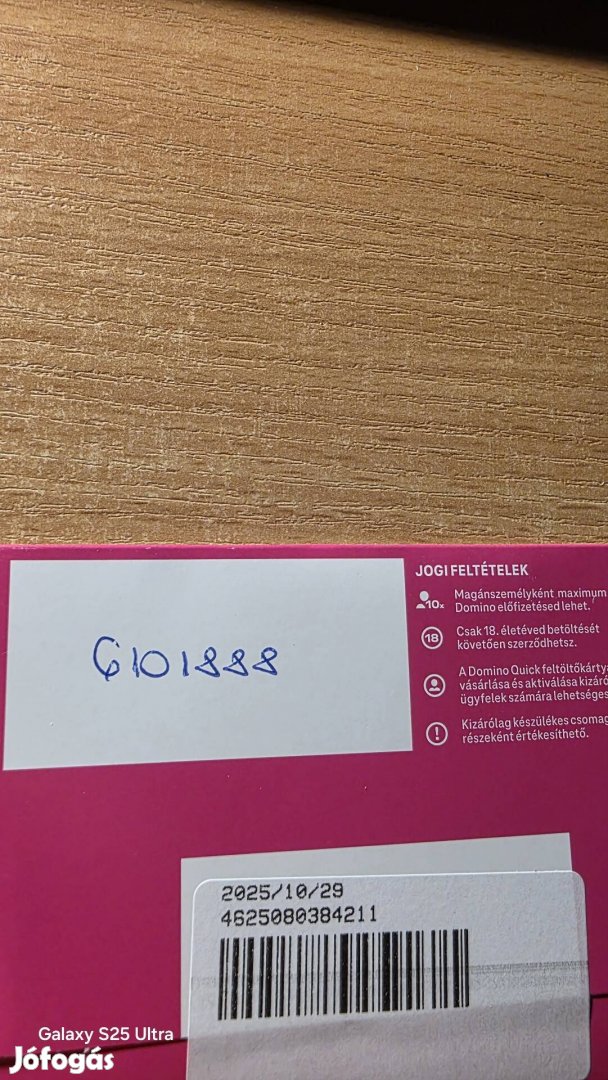 JOGI FELTÉTELEK
10x
Magánszemélyként maximum
Domino előfizetésed lehet.
18
Csak 18. életéved betöltését
követően szerződhetsz.
A Domino Quick feltöltőkárty
vásárlása és aktiválása kizáró
ügyfelek számára lehetséges
!
Kizárólag készülékes csomag
részeként értékesíthető.
6101888
2025/10/29
4625080384211
Galaxy S25 Ultra
Jófogás